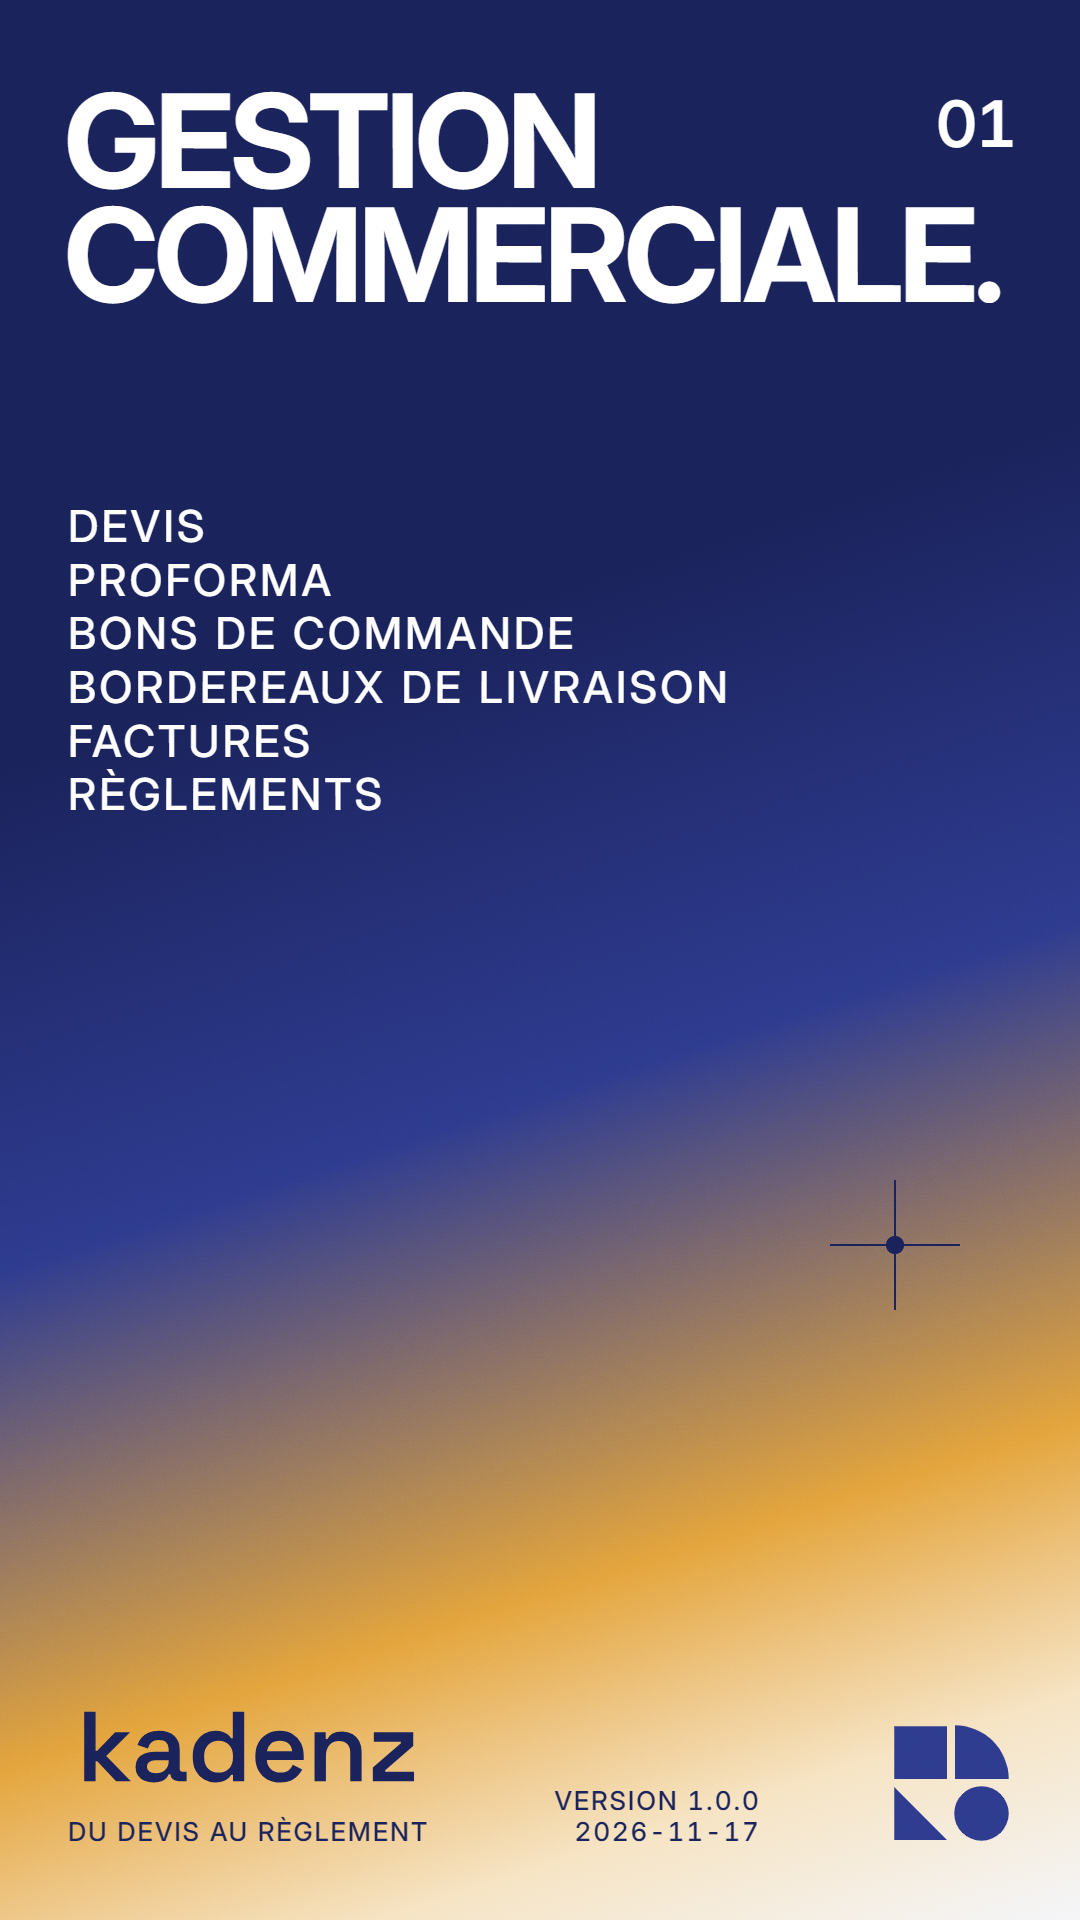 GESTION
COMMERCIALE.
01
DEVIS
PROFORMA
BONS DE COMMANDE
BORDEREAUX DE LIVRAISON
FACTURES
RÈGLEMENTS
kadenz
DU DEVIS AU RÈGLEMENT
VERSION 1.0.0
2026-11-17